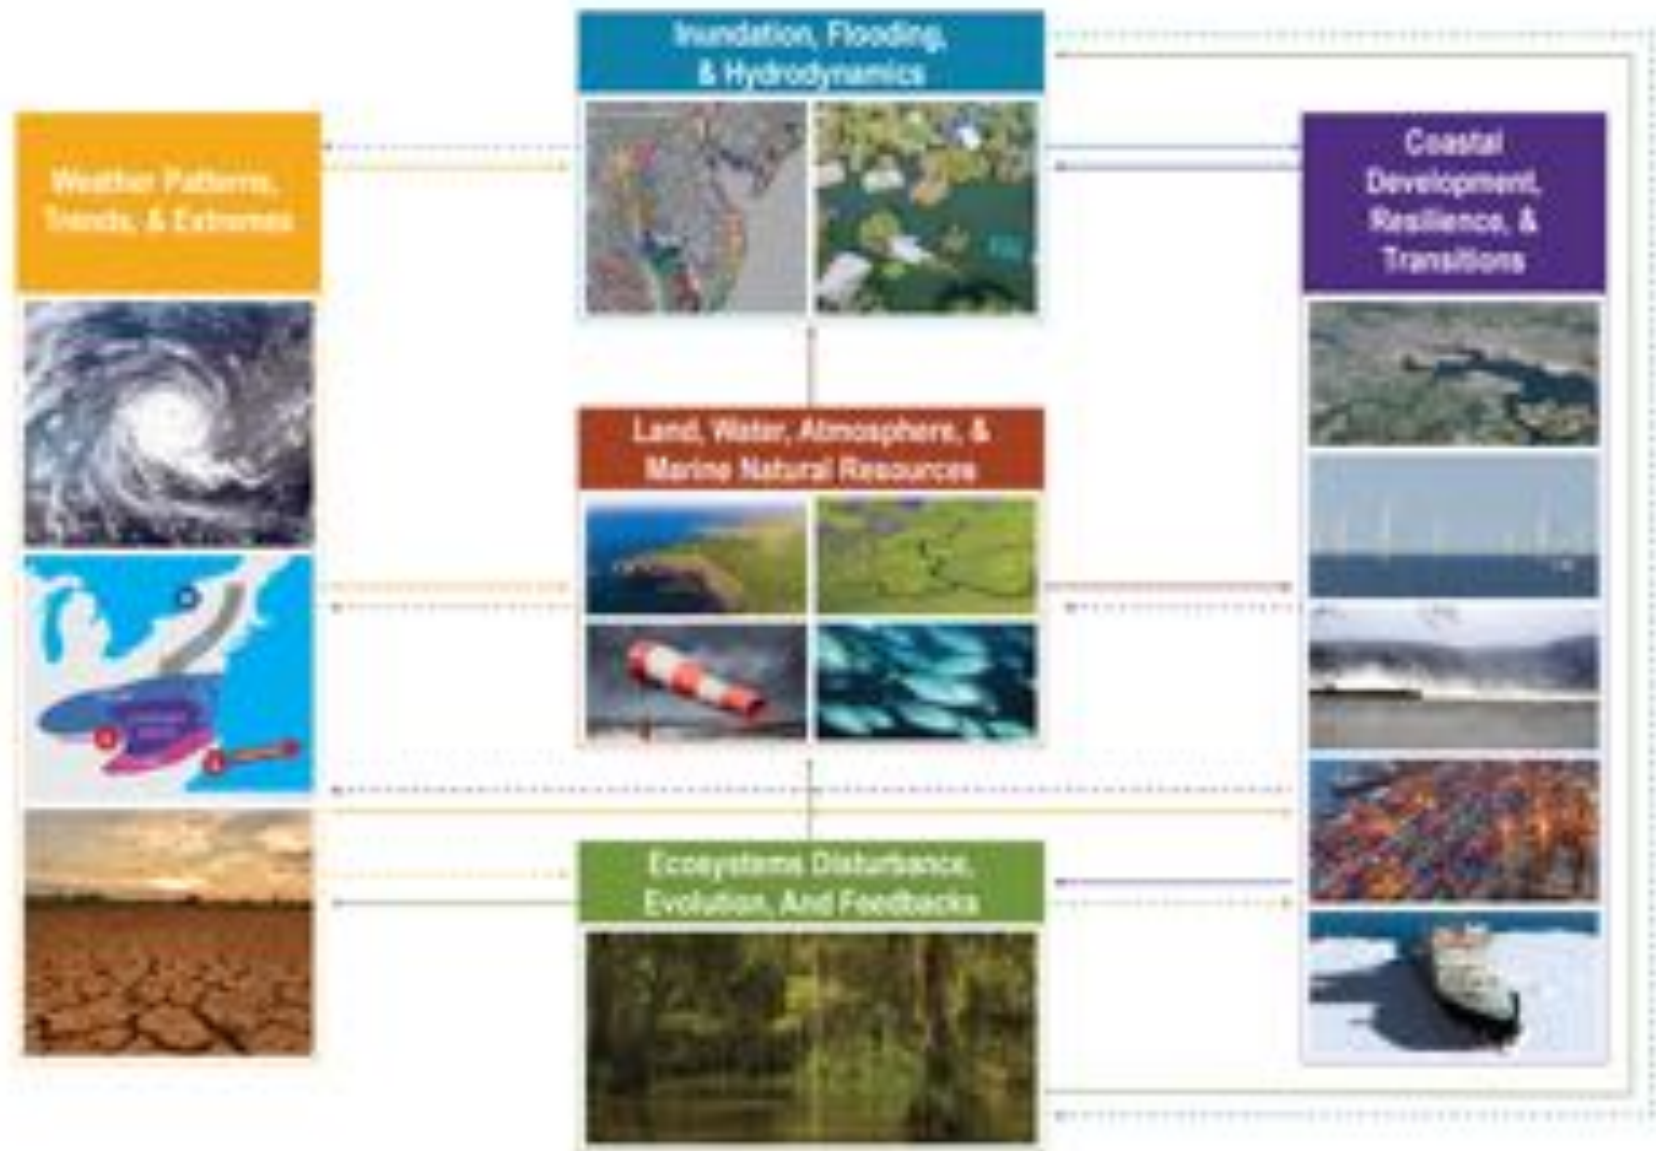 Inundation, Flooding,
& Hydrodynamics
Weather Patterns,
Trends, & Extremes
Coastal
Development,
Resilience, &
Transitions
Land, Water, Atmosphere, &
Marine Natural Resources
Ecosystems Disturbance,
Evolution, And Feedbacks